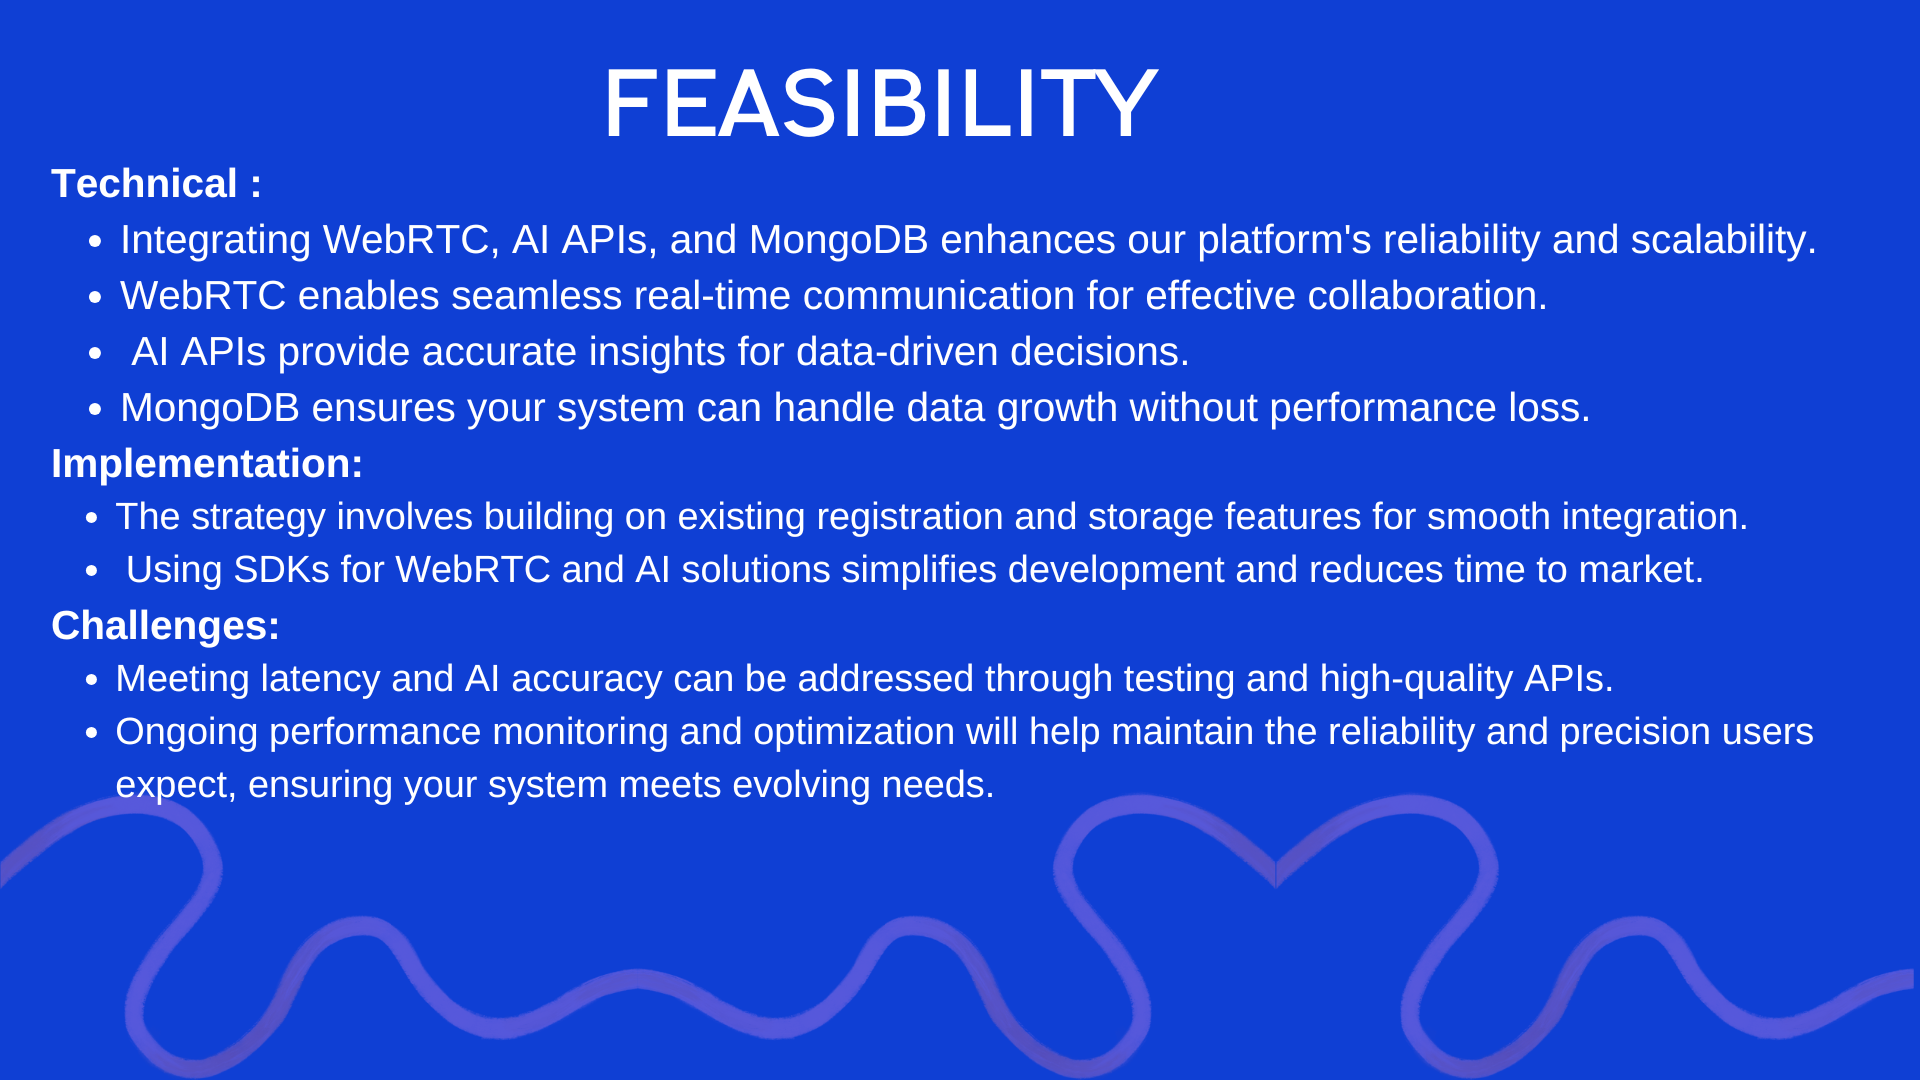 FEASIBILITY
Technical :
• Integrating WebRTC, AI APIs, and MongoDB enhances our platform's reliability and scalability.
• WebRTC enables seamless real-time communication for effective collaboration.
• AI APIs provide accurate insights for data-driven decisions.
• MongoDB ensures your system can handle data growth without performance loss.
Implementation:
• The strategy involves building on existing registration and storage features for smooth integration.
• Using SDKs for WebRTC and AI solutions simplifies development and reduces time to market.
Challenges:
• Meeting latency and AI accuracy can be addressed through testing and high-quality APIs.
• Ongoing performance monitoring and optimization will help maintain the reliability and precision users
expect, ensuring your system meets evolving needs.